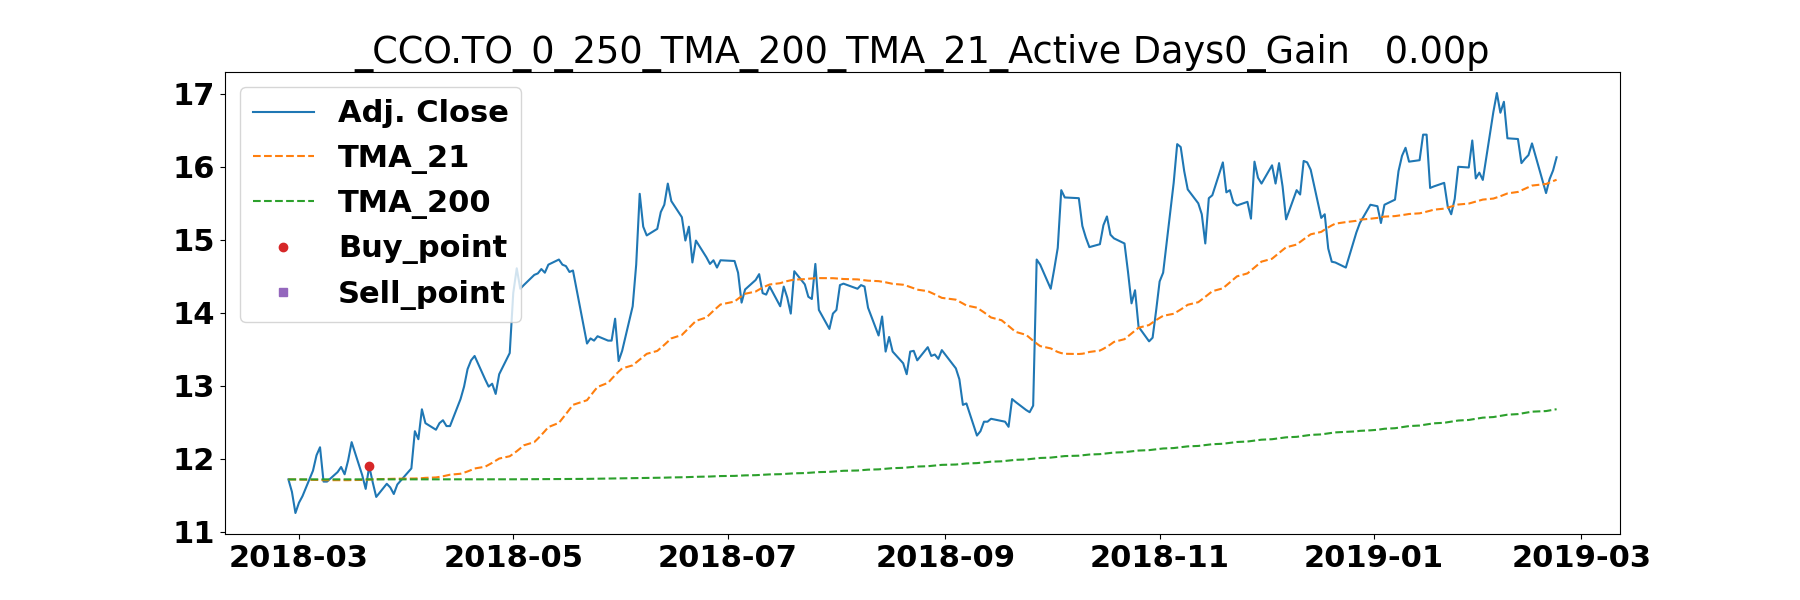 _CCO.TO_0_250_TMA_200_TMA_21_Active Days0_Gain   0.00p
17
16
15
14
13
12
11
Adj. Close
TMA_21
TMA_200
Buy_point
Sell_point
2018-03 2018-05 2018-07 2018-09 2018-11 2019-01 2019-03